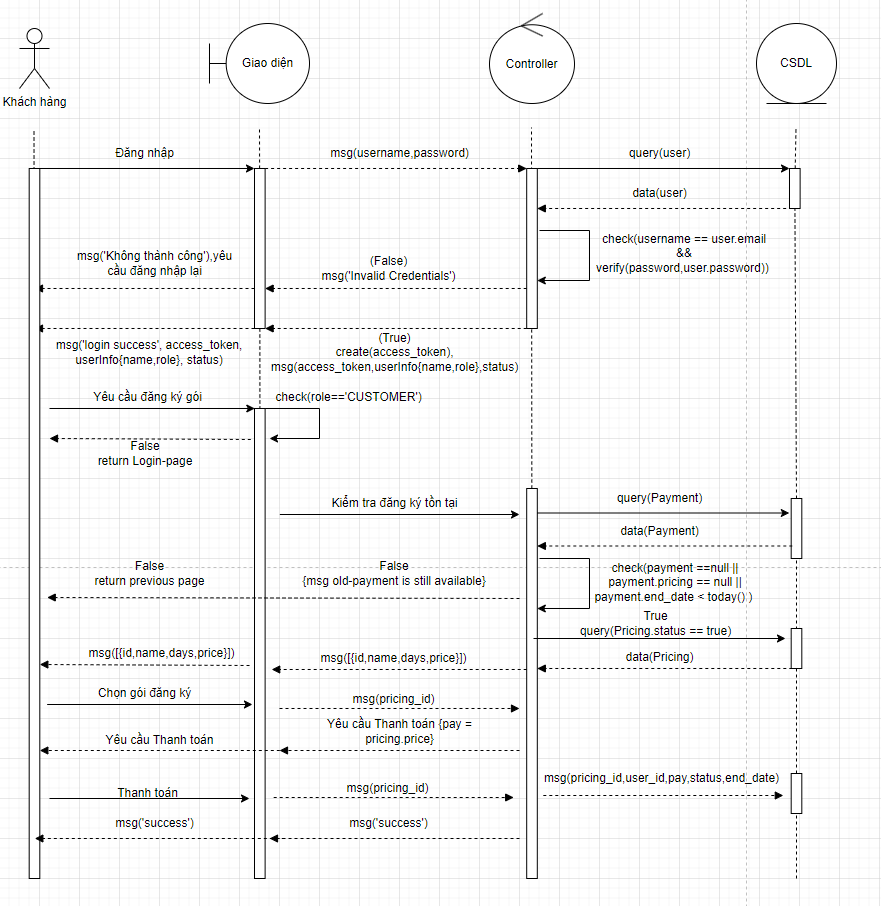 Giao diện
Controller
CSDL
Khách hàng
Đăng nhập
msg(username,password)
query(user)
data(user)
check(username == user.email
&&
verify(password,user.password))
msg('Không thành công'),yêu
cầu đăng nhập lại
(False)
msg('Invalid Credentials')
msg('login success', access_token,
userInfo{name,role}, status)
(True)
create(access_token),
msg(access_token,userInfo{name,role},status)
Yêu cầu đăng ký gói
check(role=='CUSTOMER')
False
return Login-page
Kiểm tra đăng ký tồn tại
query(Payment)
data(Payment)
False
return previous page
False
{msg old-payment is still available}
check(payment ==null ||
payment.pricing == null ||
payment.end_date < today() )
True
query(Pricing.status == true)
msg([{id,name,days,price}])
msg([{id,name,days,price}])
data(Pricing)
Chọn gói đăng ký
msg(pricing_id)
Yêu cầu Thanh toán {pay =
pricing.price}
Yêu cầu Thanh toán
msg(pricing_id,user_id,pay,status,end_date)
Thanh toán
msg(pricing_id)
msg('success')
msg('success')